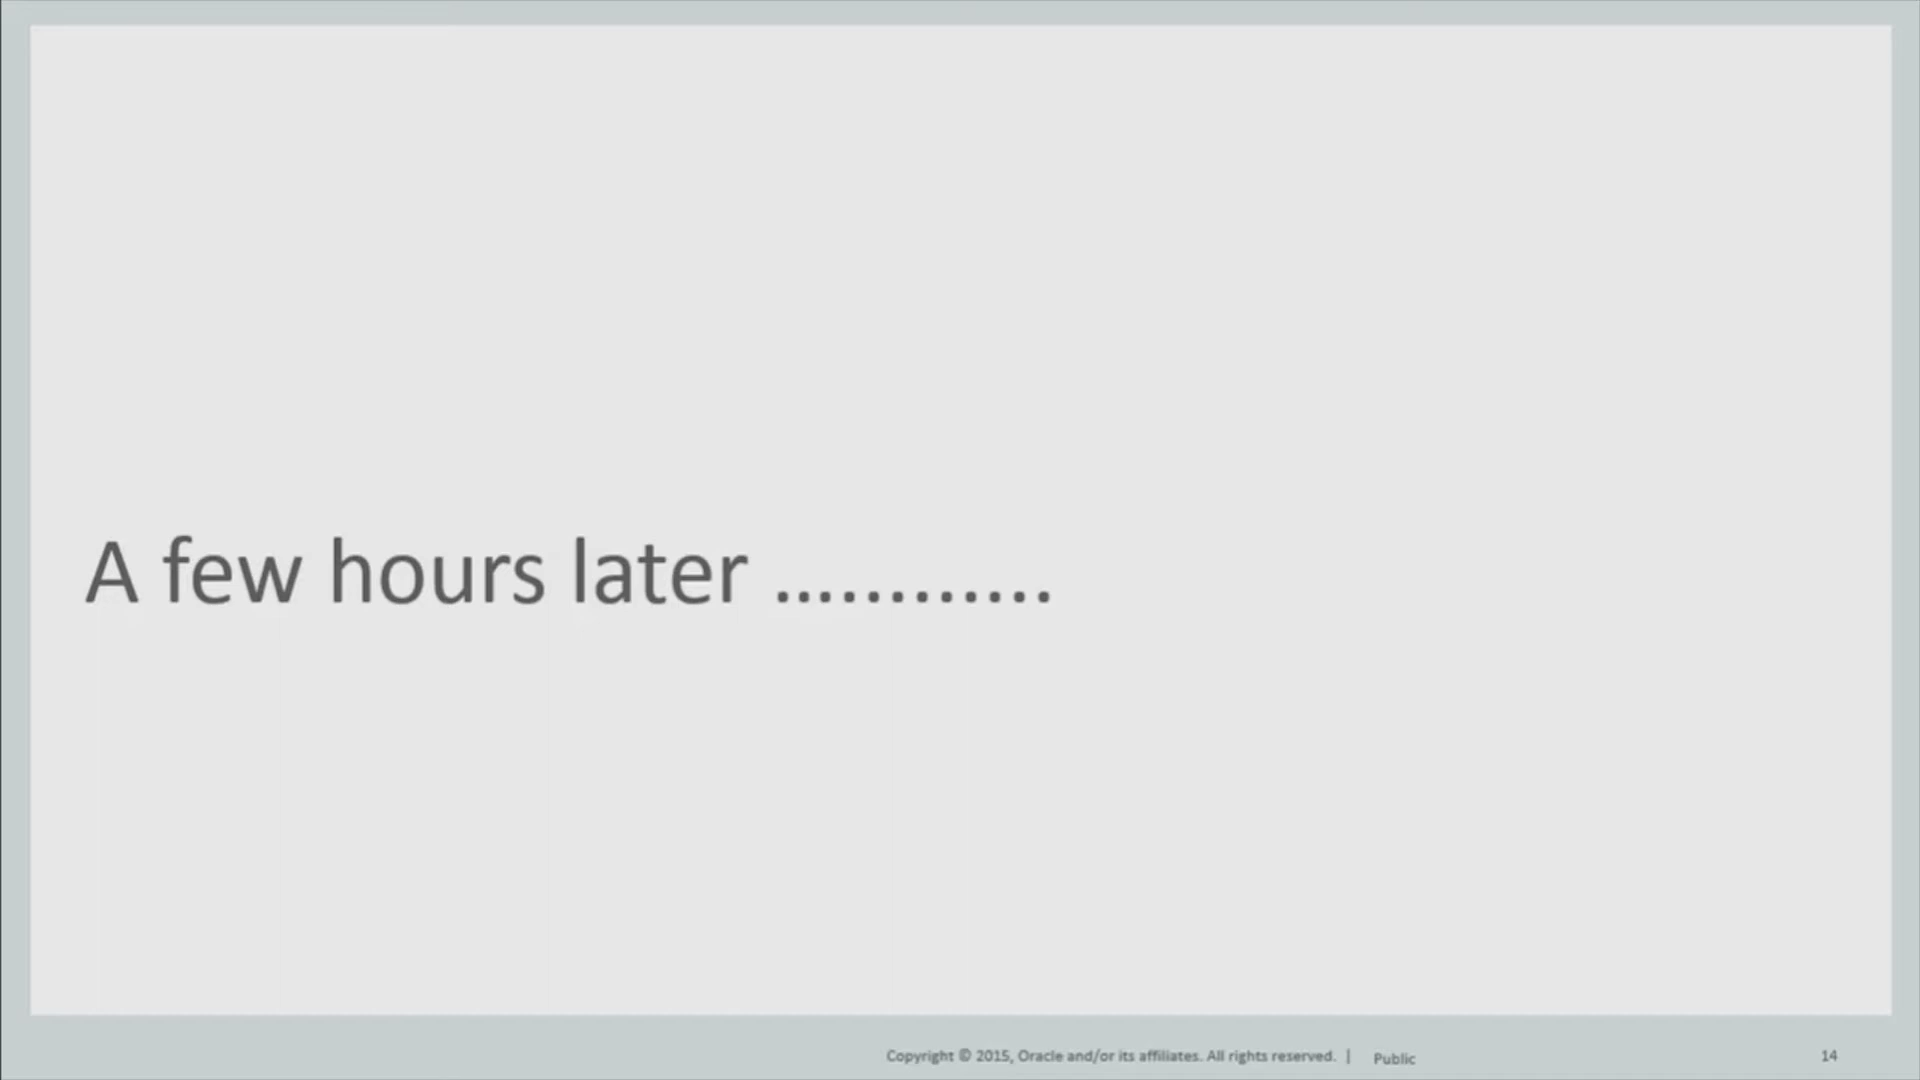 A few hours later ............
Copyright © 2015, Oracle and/or its affiliates. All rights reserved. | Public 14